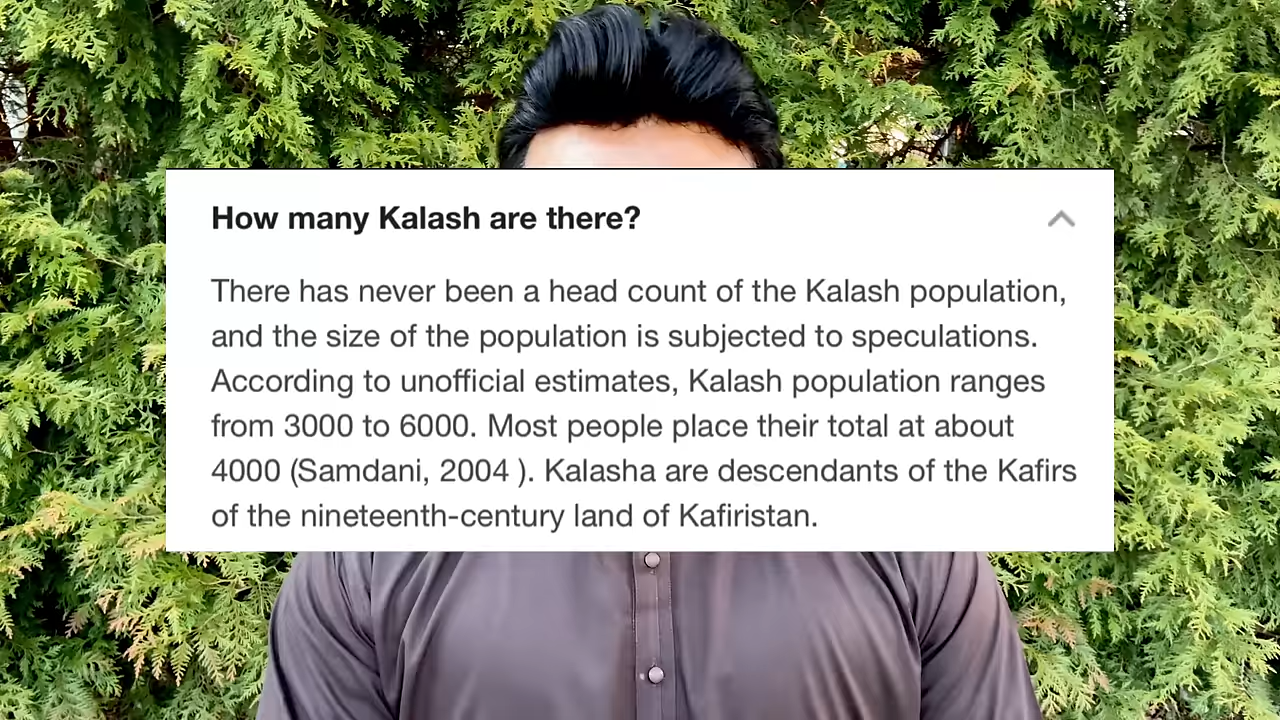 How many Kalash are there?
There has never been a head count of the Kalash population,
and the size of the population is subjected to speculations.
According to unofficial estimates, Kalash population ranges
from 3000 to 6000. Most people place their total at about
4000 (Samdani, 2004 ). Kalasha are descendants of the Kafirs
of the nineteenth-century land of Kafiristan.